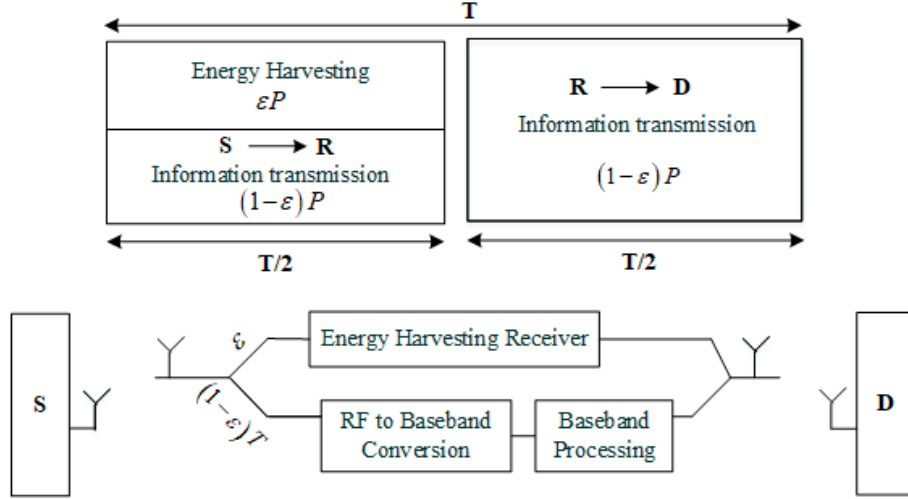 T
Energy Harvesting
εP
S → R
Information transmission
(1−ε)P
R → D
Information transmission
(1−ε)P
T/2
T/2
S
ε
(1−ε)T
Energy Harvesting Receiver
RF to Baseband
Conversion
Baseband
Processing
D